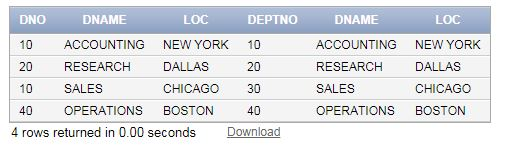 DNO DNAME LOC DEPTNO DNAME LOC
10 ACCOUNTING NEW YORK 10 ACCOUNTING NEW YORK
20 RESEARCH DALLAS 20 RESEARCH DALLAS
10 SALES CHICAGO 30 SALES CHICAGO
40 OPERATIONS BOSTON 40 OPERATIONS BOSTON
4 rows returned in 0.00 seconds Download